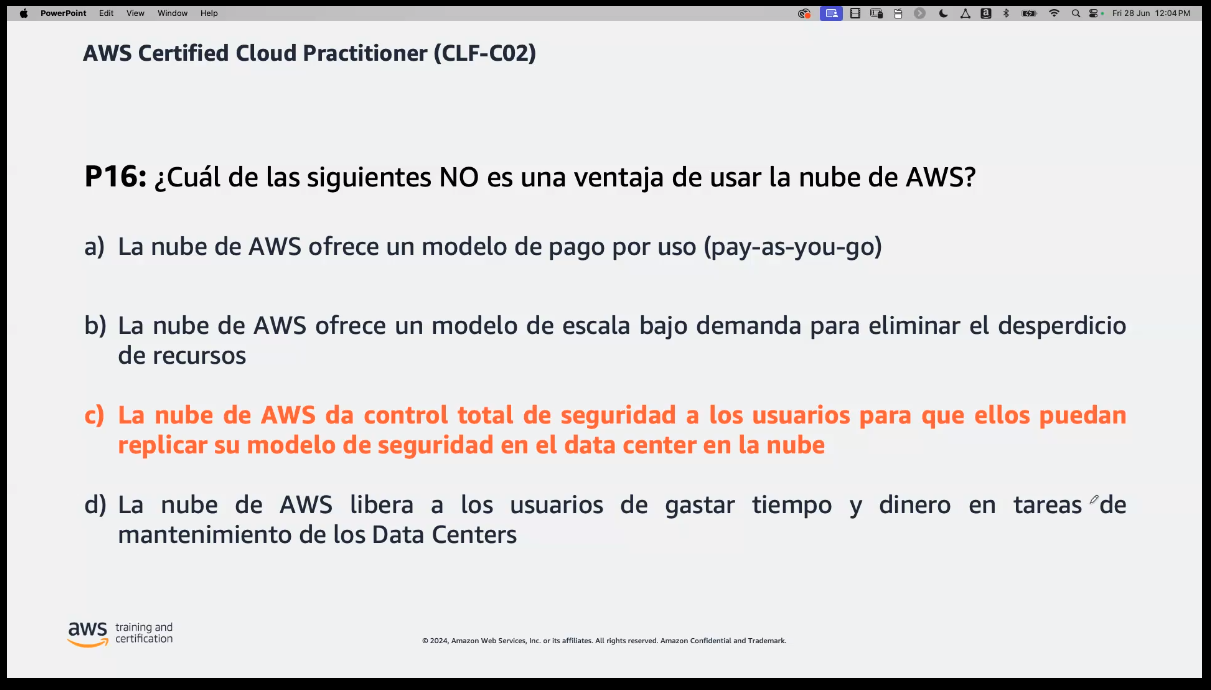 PowerPoint Edit View Window Help Fri 28 Jun 12:04 PM
AWS Certified Cloud Practitioner (CLF-C02)
P16: ¿Cuál de las siguientes NO es una ventaja de usar la nube de AWS?
a) La nube de AWS ofrece un modelo de pago por uso (pay-as-you-go)
b) La nube de AWS ofrece un modelo de escala bajo demanda para eliminar el desperdicio
de recursos
c) La nube de AWS da control total de seguridad a los usuarios para que ellos puedan
replicar su modelo de seguridad en el data center en la nube
d) La nube de AWS libera a los usuarios de gastar tiempo y dinero en tareas de
mantenimiento de los Data Centers
aws training and
certification
© 2024, Amazon Web Services, Inc. or its affiliates. All rights reserved. Amazon Confidential and Trademark.